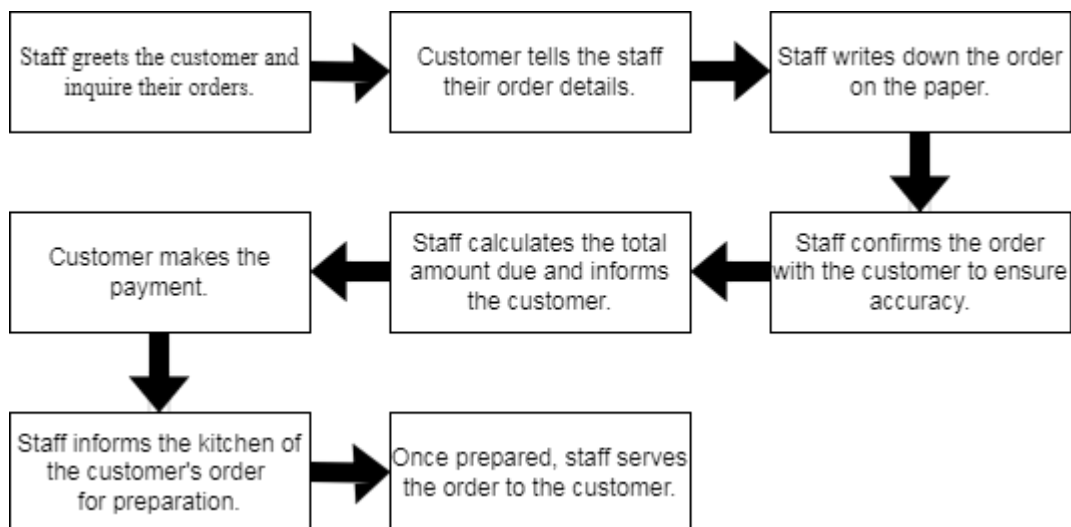 Staff greets the customer and
inquire their orders.
Customer tells the staff
their order details.
Staff writes down the order
on the paper.
Staff confirms the order
with the customer to ensure
accuracy.
Staff calculates the total
amount due and informs
the customer.
Customer makes the
payment.
Staff informs the kitchen of
the customer's order
for preparation.
Once prepared, staff serves
the order to the customer.